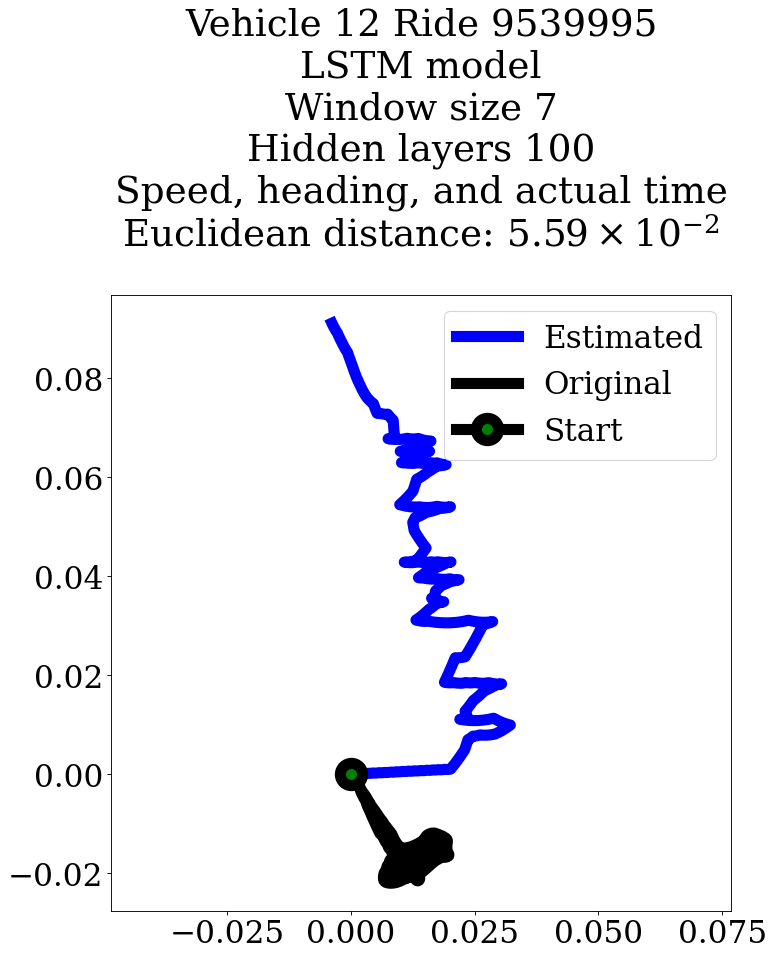 Vehicle 12 Ride 9539995
LSTM model
Window size 7
Hidden layers 100
Speed, heading, and actual time
Euclidean distance: 5.59 × 10⁻²
Estimated
Original
Start
0.08
0.06
0.04
0.02
0.00
−0.02
−0.025 0.000 0.025 0.050 0.075